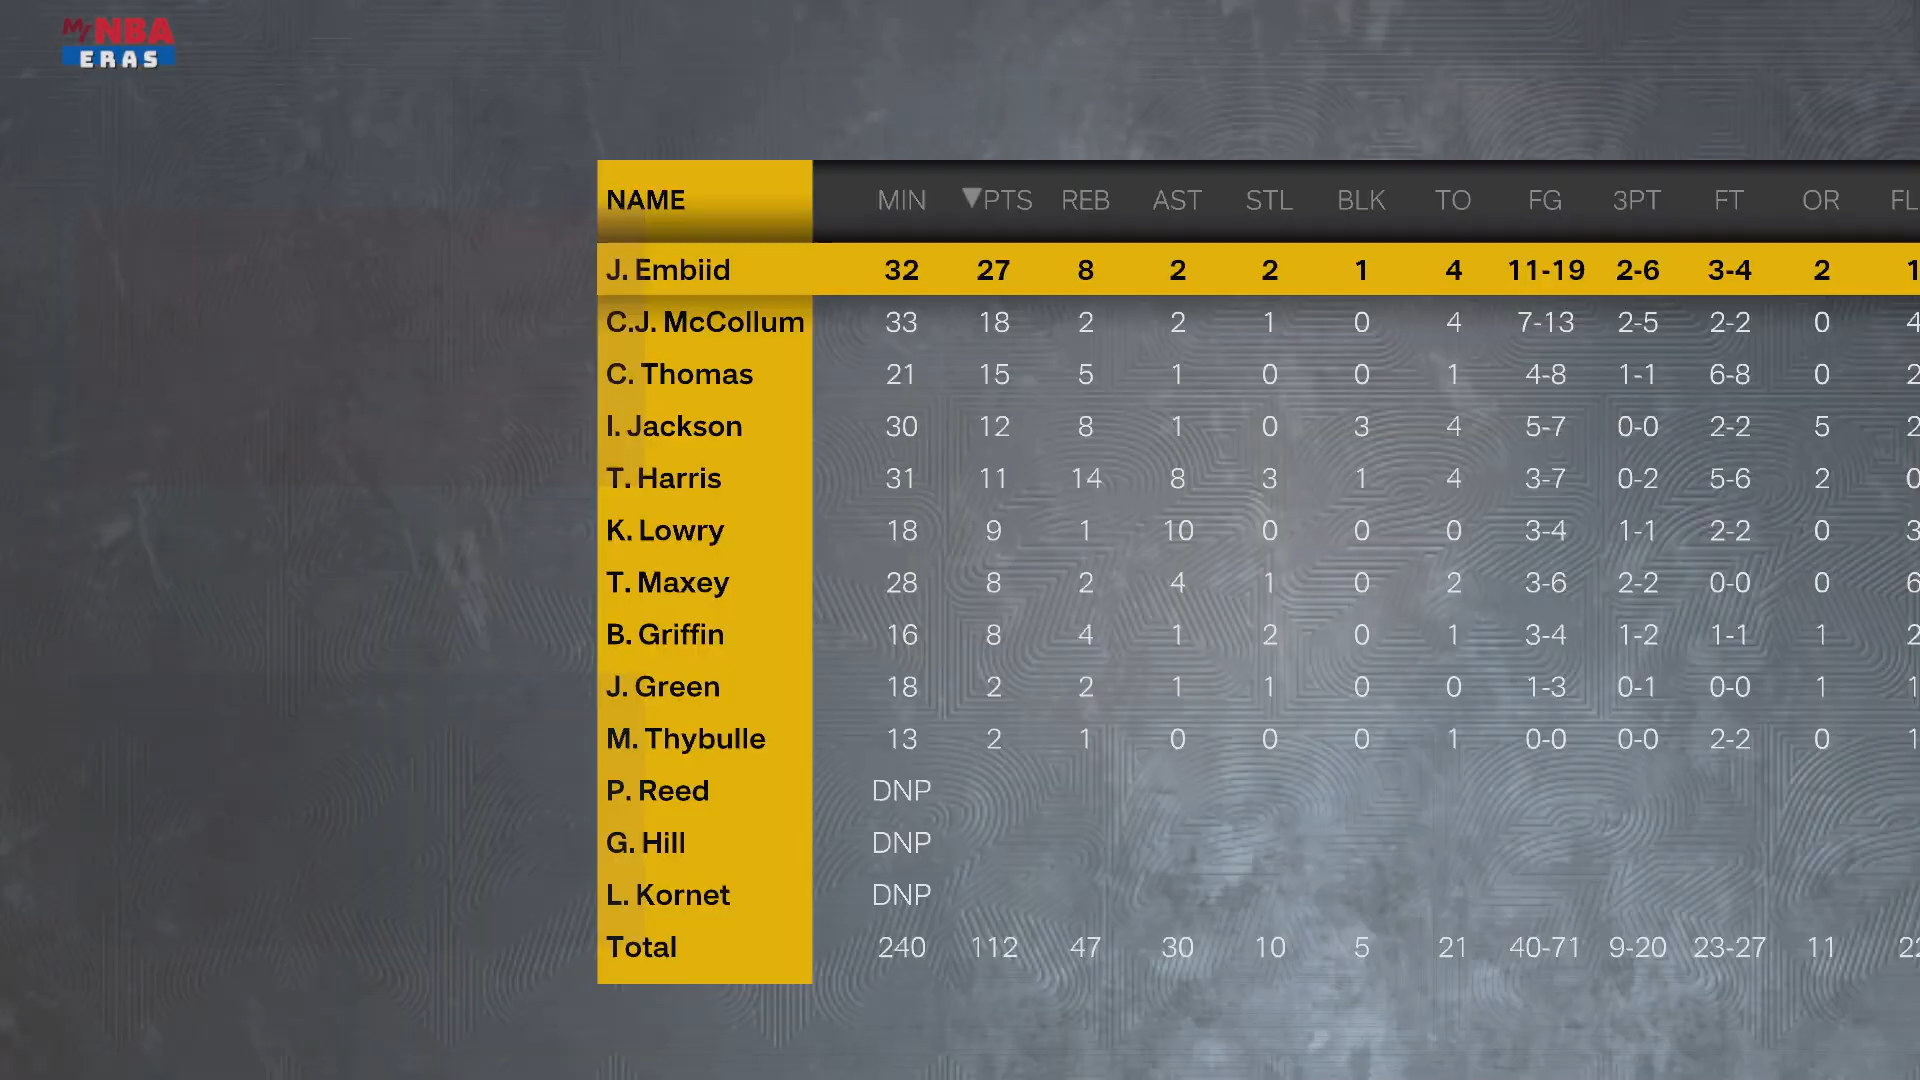 My NBA
ERAS
NAME MIN ▼PTS REB AST STL BLK TO FG 3PT FT OR FL
J. Embiid 32 27 8 2 2 1 4 11-19 2-6 3-4 2 1
C.J. McCollum 33 18 2 2 1 0 4 7-13 2-5 2-2 0 4
C. Thomas 21 15 5 1 0 0 1 4-8 1-1 6-8 0 2
I. Jackson 30 12 8 1 0 3 4 5-7 0-0 2-2 5 2
T. Harris 31 11 14 8 3 1 4 3-7 0-2 5-6 2 0
K. Lowry 18 9 1 10 0 0 0 3-4 1-1 2-2 0 3
T. Maxey 28 8 2 4 1 0 2 3-6 2-2 0-0 0 6
B. Griffin 16 8 4 1 2 0 1 3-4 1-2 1-1 1 2
J. Green 18 2 2 1 1 0 0 1-3 0-1 0-0 1 1
M. Thybulle 13 2 1 0 0 0 1 0-0 0-0 2-2 0 1
P. Reed DNP
G. Hill DNP
L. Kornet DNP
Total 240 112 47 30 10 5 21 40-71 9-20 23-27 11 22